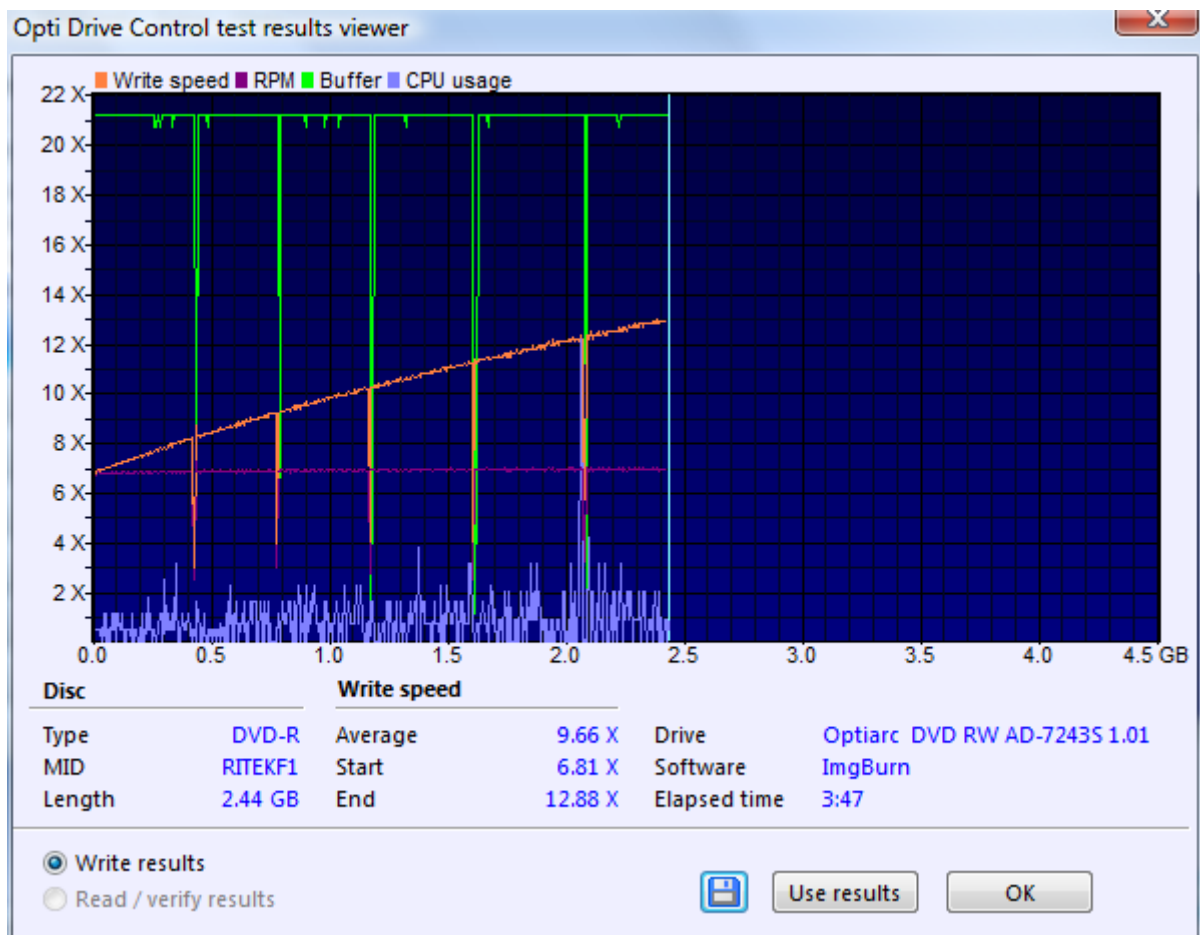 Opti Drive Control test results viewer
Write speed RPM Buffer CPU usage
22 X
20 X
18 X
16 X
14 X
12 X
10 X
8 X
6 X
4 X
2 X
0.0 0.5 1.0 1.5 2.0 2.5 3.0 3.5 4.0 4.5 GB
Disc Write speed
Type DVD-R Average 9.66 X Drive Optiarc DVD RW AD-7243S 1.01
MID RITEKF1 Start 6.81 X Software ImgBurn
Length 2.44 GB End 12.88 X Elapsed time 3:47
Write results
Read / verify results
Use results OK